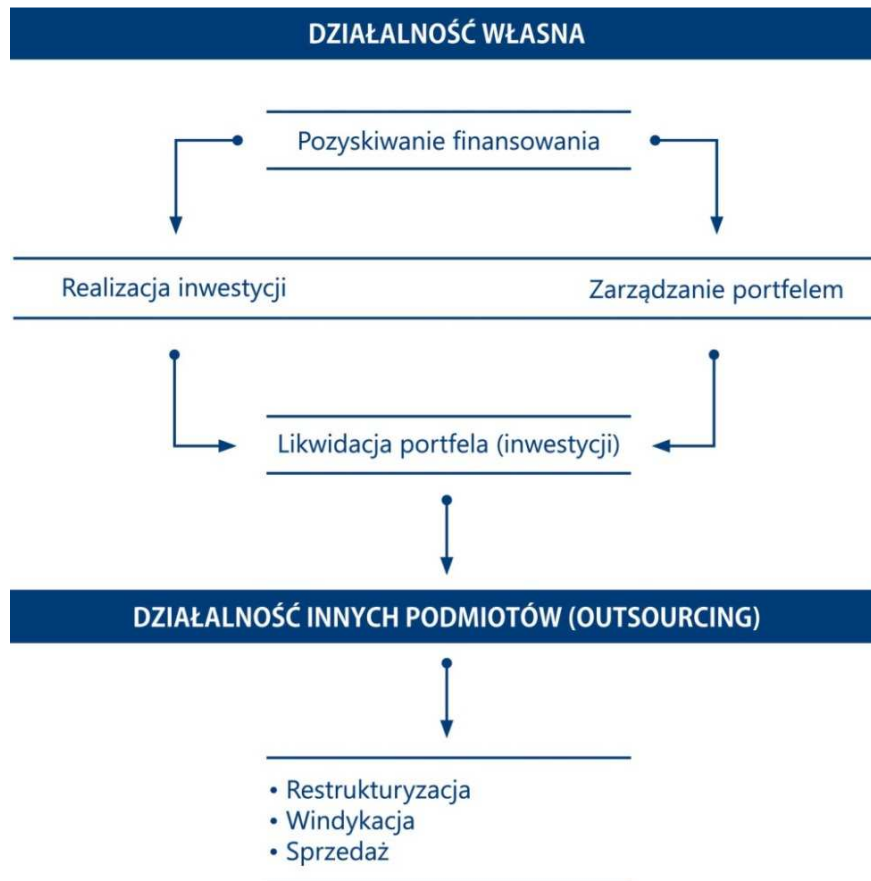 DZIAŁALNOŚĆ WŁASNA
Pozyskiwanie finansowania
Realizacja inwestycji
Zarządzanie portfelem
Likwidacja portfela (inwestycji)
DZIAŁALNOŚĆ INNYCH PODMIOTÓW (OUTSOURCING)
• Restrukturyzacja
• Windykacja
• Sprzedaż